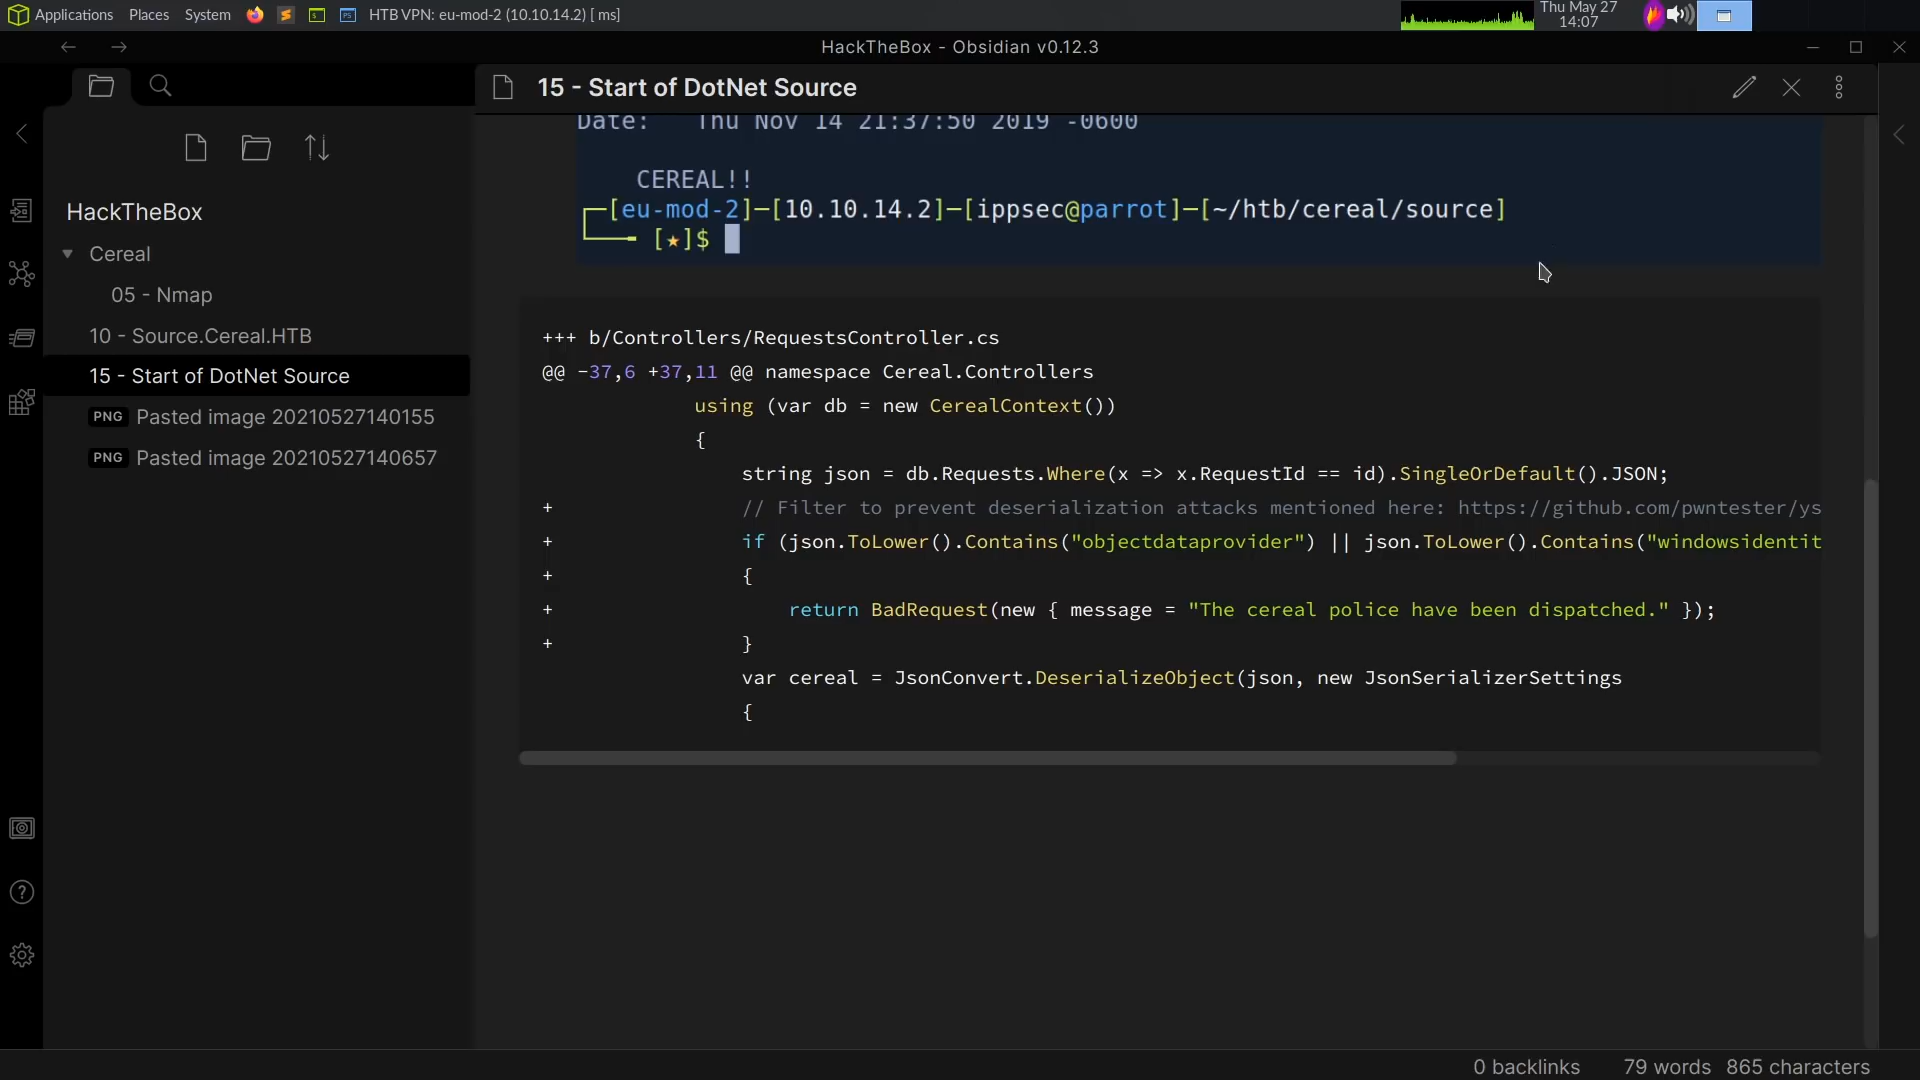 Applications Places System HTB VPN: eu-mod-2 (10.10.14.2) [ ms]
Thu May 27
14:07
HackTheBox - Obsidian v0.12.3
15 - Start of DotNet Source
Date:   Thu Nov 14 21:37:50 2019 -0600
CEREAL!!
┌─[eu-mod-2]─[10.10.14.2]─[ippsec@parrot]─[~/htb/cereal/source]
└──╼ [★]$
HackTheBox
Cereal
05 - Nmap
10 - Source.Cereal.HTB
15 - Start of DotNet Source
PNG Pasted image 20210527140155
PNG Pasted image 20210527140657
+++ b/Controllers/RequestsController.cs
@@ -37,6 +37,11 @@ namespace Cereal.Controllers
using (var db = new CerealContext())
{
string json = db.Requests.Where(x => x.RequestId == id).SingleOrDefault().JSON;
+ // Filter to prevent deserialization attacks mentioned here: https://github.com/pwntester/ys
+ if (json.ToLower().Contains("objectdataprovider") || json.ToLower().Contains("windowsidentit
+ {
+ return BadRequest(new { message = "The cereal police have been dispatched." });
+ }
var cereal = JsonConvert.DeserializeObject(json, new JsonSerializerSettings
{
0 backlinks 79 words 865 characters